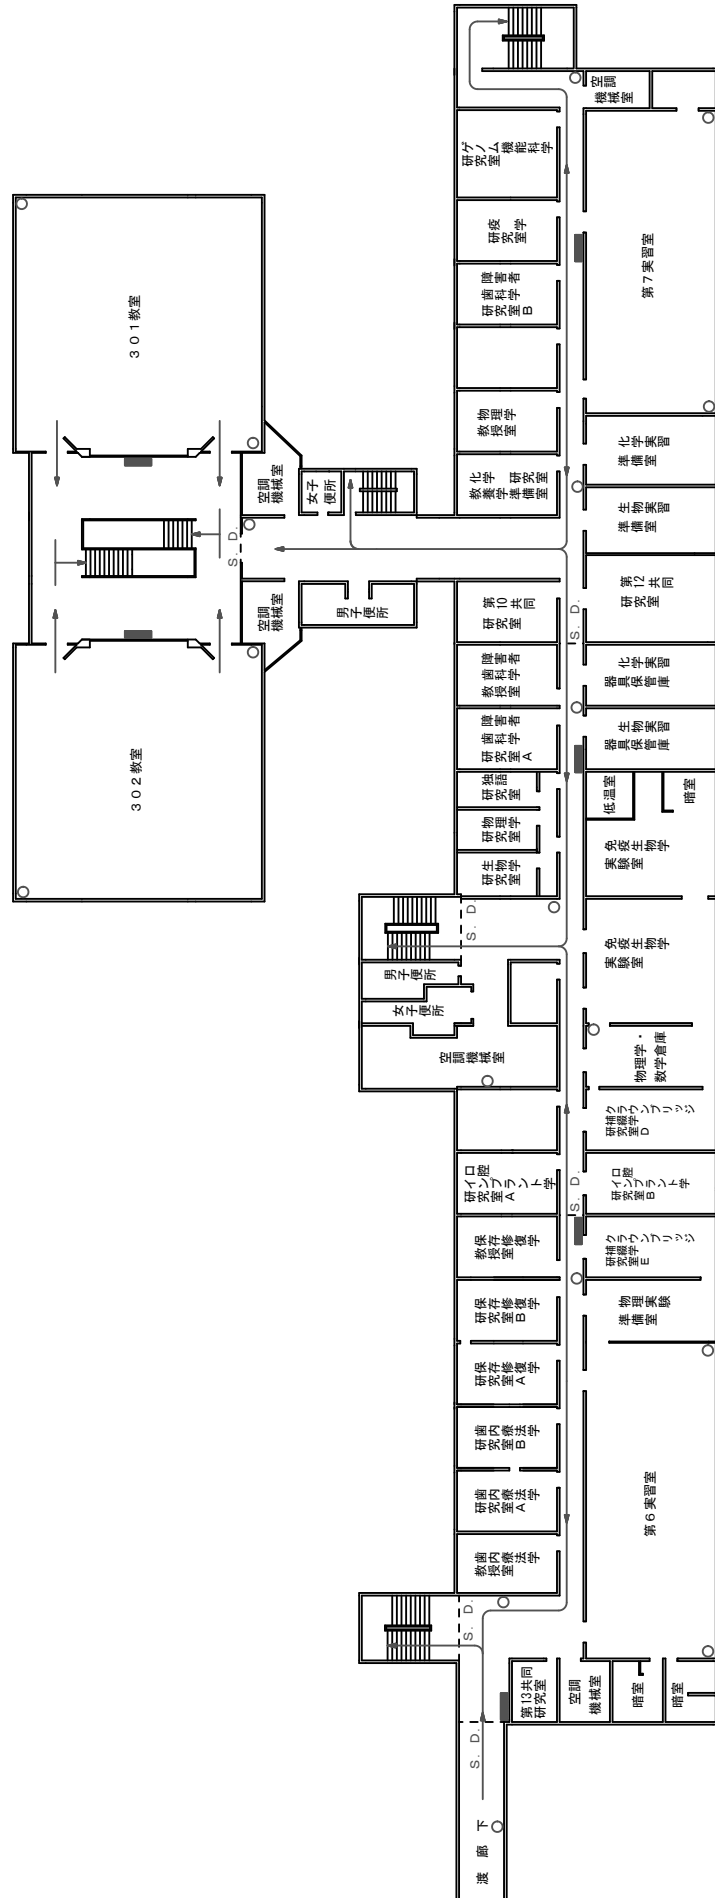 空調
機械室
ゲノム機能科学
研究室
疫学
研究室
障害者
歯科学
研究室B
第7実習室
301教室
物理学
教授室
化学研究室
教養学準備室
化学実習
準備室
生物実習
準備室
空調
機械室
女子
便所
S.D.
空調
機械室
男子便所
第10共同
研究室
S.D.
第12共同
研究室
障害者
歯科学
教授室
化学実習
器具保管庫
302教室
障害者
歯科学
研究室A
生物実習
器具保管庫
独語
研究室
物理学
研究室
生物学
研究室
低温室
暗室
免疫生物学
実験室
S.D.
免疫生物学
実験室
男子便所
女子便所
空調機械室
物理学・
数学倉庫
クラウンブリッジ
補綴学
研究室D
口腔
インプラント学
研究室A
S.D.
口腔
インプラント学
研究室B
保存修復学
教授室
クラウンブリッジ
補綴学
研究室E
保存修復学
研究室B
物理実験
準備室
保存修復学
研究室A
歯内療法学
研究室B
歯内療法学
研究室A
第6実習室
歯内療法学
教授室
S.D.
第13共同
研究室
空調
機械室
暗室
暗室
S.D.
渡廊下